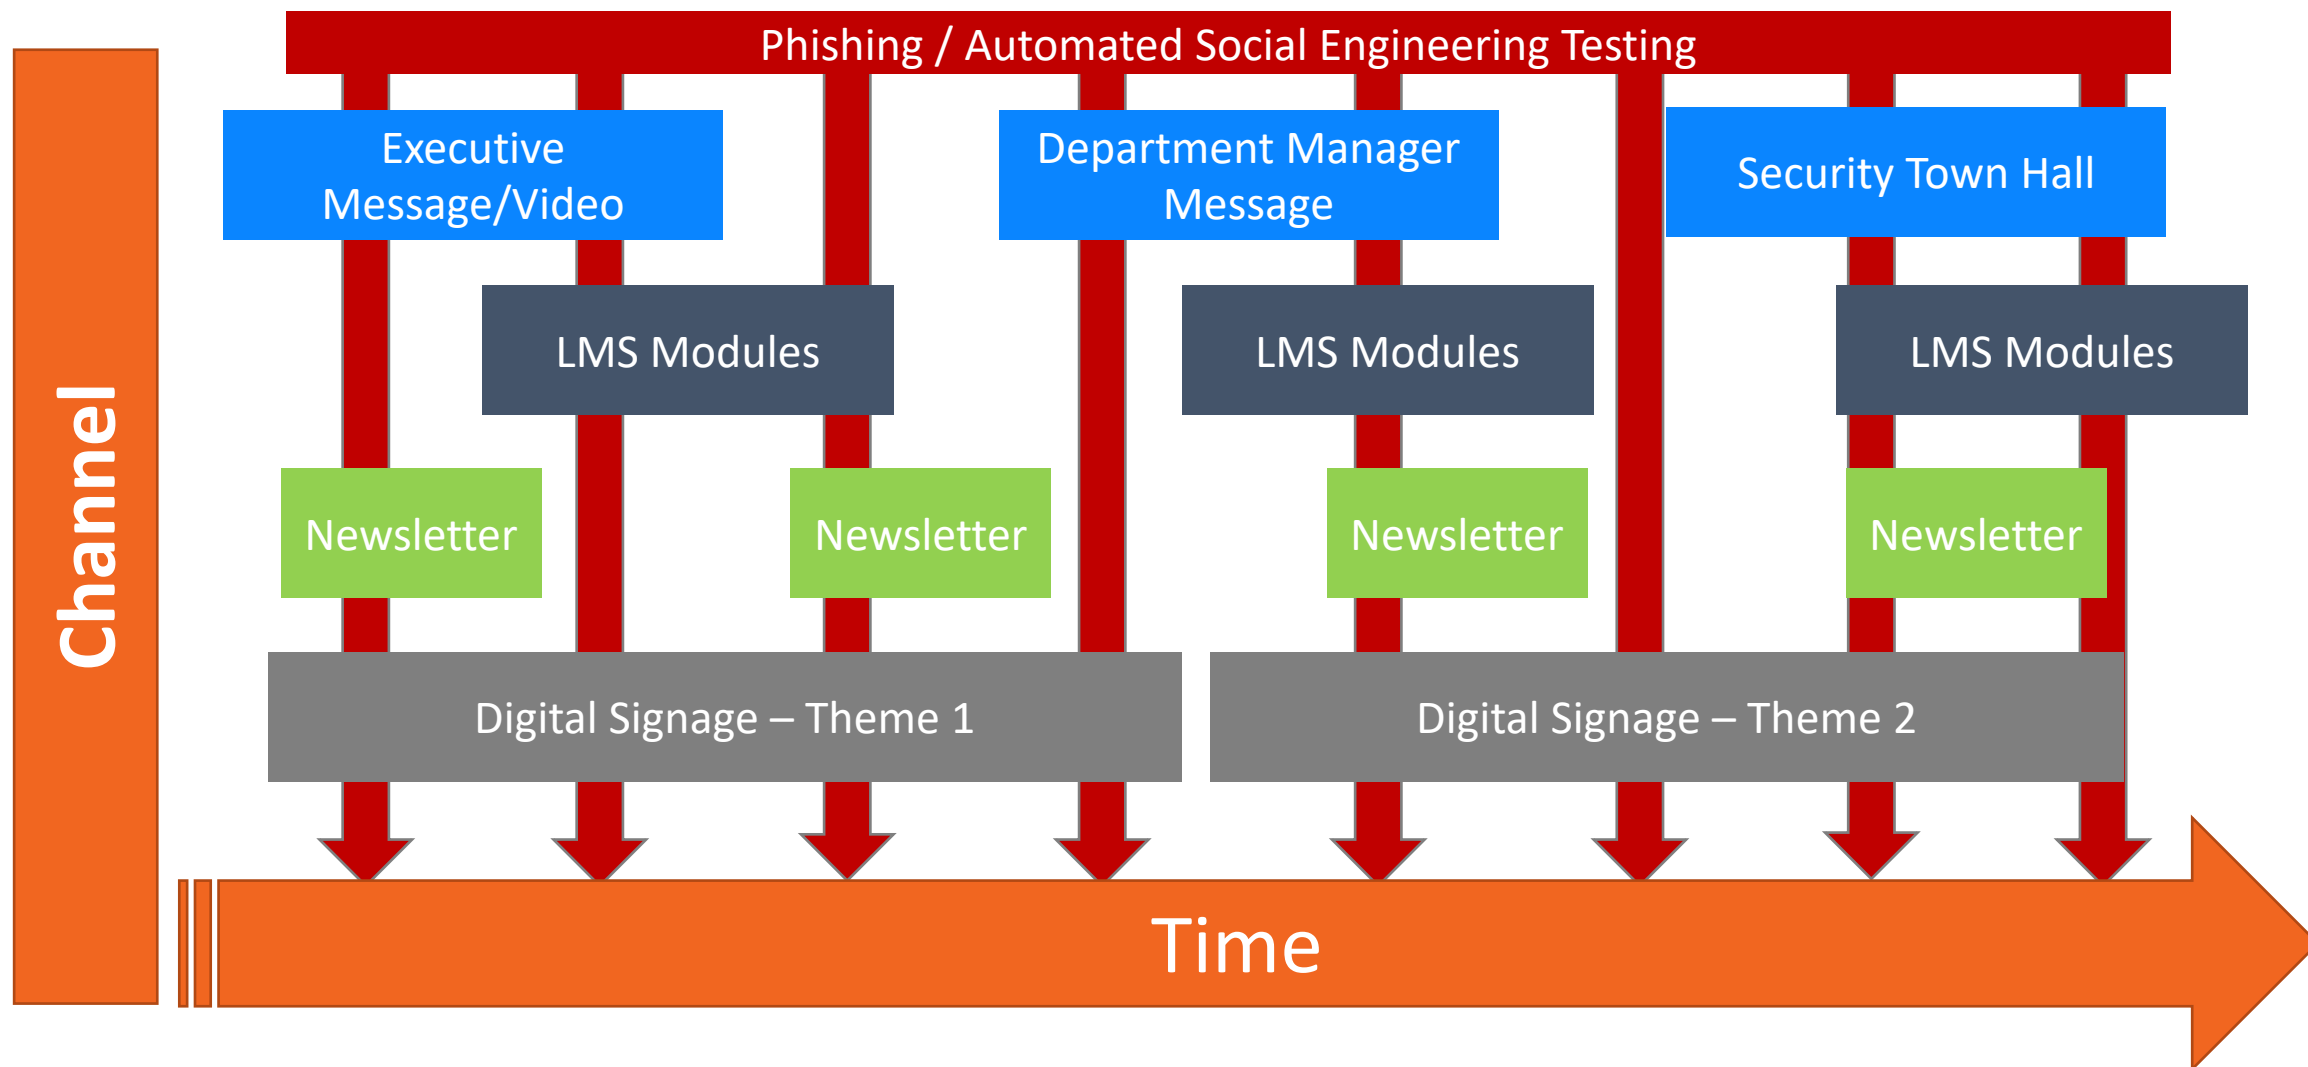 Phishing / Automated Social Engineering Testing
Executive
Message/Video
Department Manager
Message
Security Town Hall
LMS Modules
LMS Modules
LMS Modules
Channel
Newsletter
Newsletter
Newsletter
Newsletter
Digital Signage – Theme 1
Digital Signage – Theme 2
Time